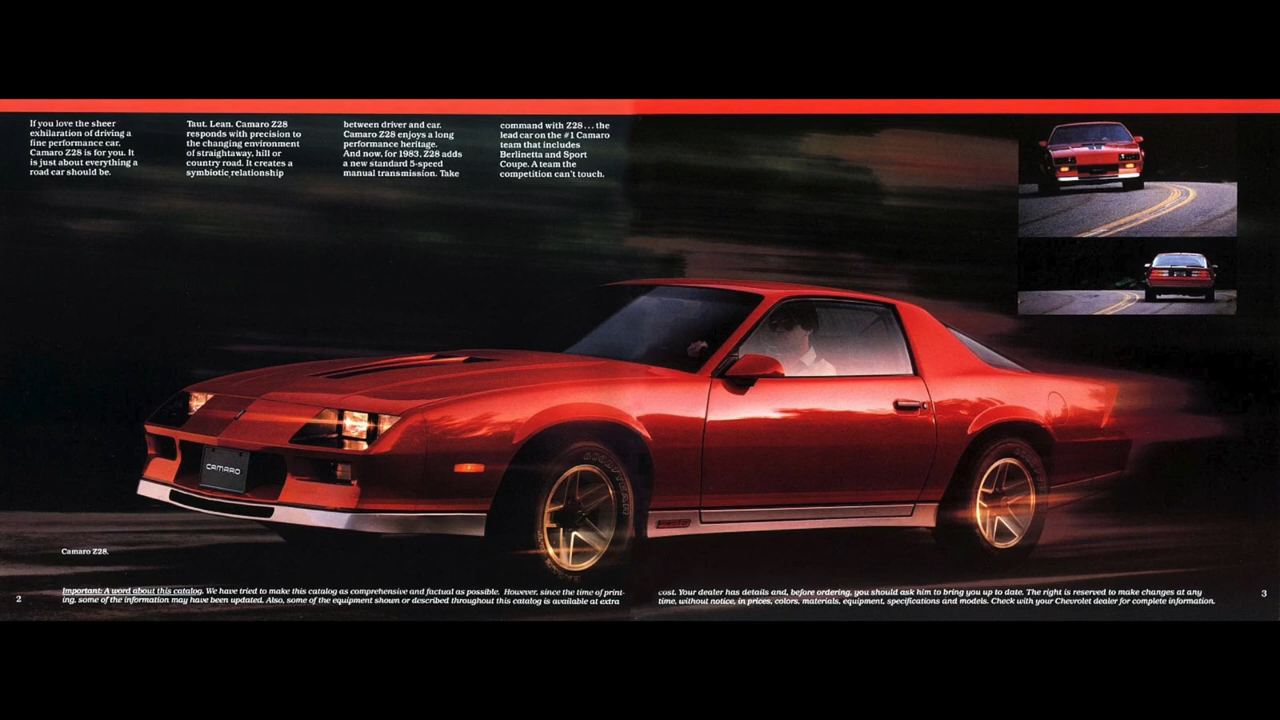 If you love the sheer
exhilaration of driving a
fine performance car,
Camaro Z28 is for you. It
is just about everything a
road car should be.
Taut. Lean. Camaro Z28
responds with precision to
the changing environment
of straightaway, hill or
country road. It creates a
symbiotic relationship
between driver and car.
Camaro Z28 enjoys a long
performance heritage.
And now, for 1983, Z28 adds
a new standard 5-speed
manual transmission. Take
command with Z28... the
lead car on the #1 Camaro
team that includes
Berlinetta and Sport
Coupe. A team the
competition can't touch.
CAMARO
GOODYEAR
Z28
Camaro Z28.
Important: A word about this catalog. We have tried to make this catalog as comprehensive and factual as possible. However, since the time of print-
ing, some of the information may have been updated. Also, some of the equipment shown or described throughout this catalog is available at extra
2
cost. Your dealer has details and, before ordering, you should ask him to bring you up to date. The right is reserved to make changes at any
time, without notice, in prices, colors, materials, equipment, specifications and models. Check with your Chevrolet dealer for complete information.
3